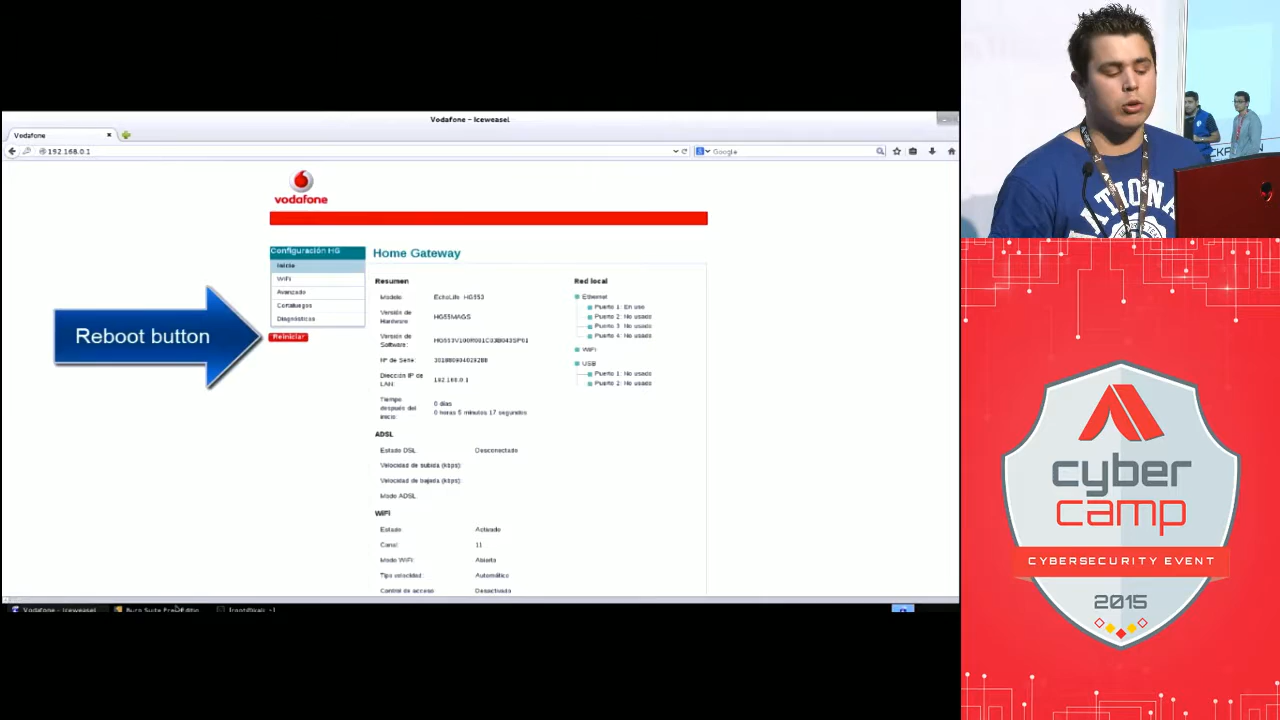 Vodafone - Iceweasel
Vodafone
192.168.0.1
Google
vodafone
Configuración HG
Inicio
WiFi
Avanzado
Cortafuegos
Diagnósticos
Reiniciar
Reboot button
Home Gateway
Resumen
Modelo: EchoLife HG553
Versión de Hardware: HG55MAGS
Versión de Software:
Nº de Serie:
Dirección IP de LAN: 192.168.0.1
Tiempo después del inicio: 0 días
0 horas 5 minutos 17 segundos
Red local
Ethernet
Puerto 1: En uso
Puerto 2: No usado
Puerto 3: No usado
Puerto 4: No usado
WiFi
USB
Puerto 1: No usado
Puerto 2: No usado
ADSL
Estado DSL: Desconectado
Velocidad de subida (kbps):
Velocidad de bajada (kbps):
Modo ADSL
WiFi
Estado Activado
Canal: 11
Modo WiFi: Abierto
Tipo velocidad: Automático
Control de acceso Desactivado
Vodafone - Iceweasel
NATIONA
cyber
camp
CYBERSECURITY EVENT
2015